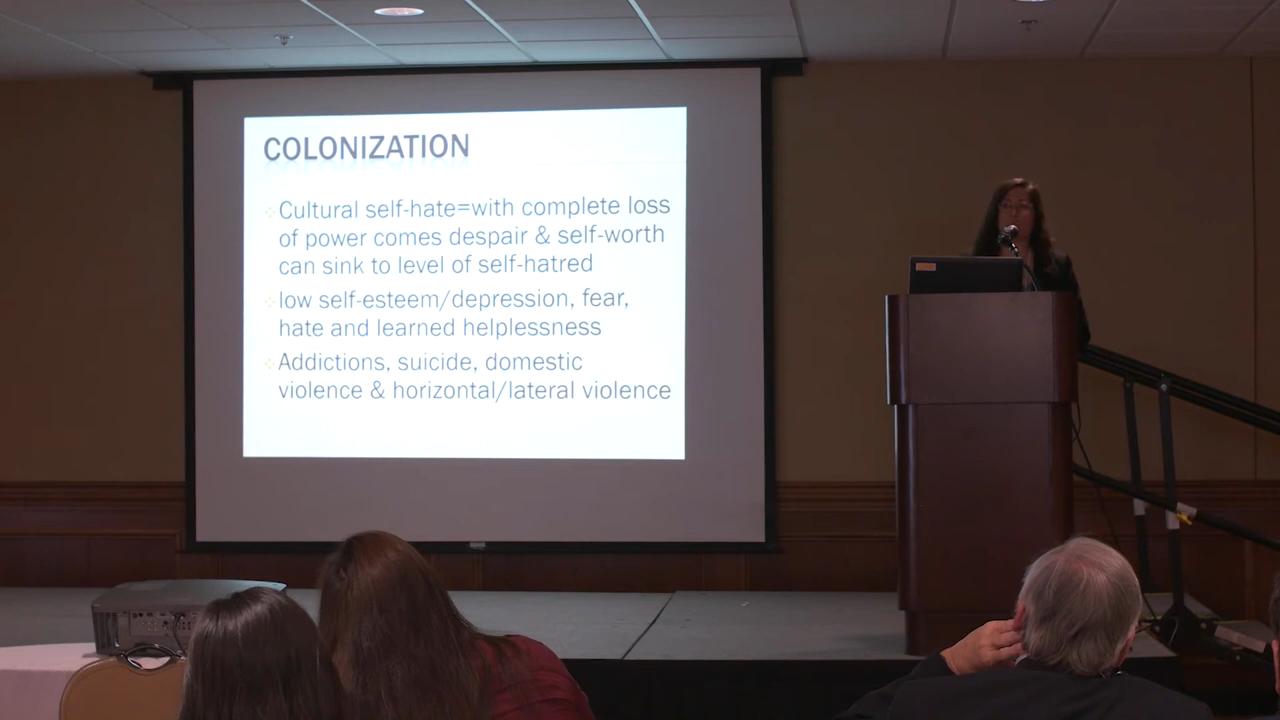 COLONIZATION
Cultural self-hate=with complete loss
of power comes despair & self-worth
can sink to level of self-hatred
low self-esteem/depression, fear,
hate and learned helplessness
Addictions, suicide, domestic
violence & horizontal/lateral violence